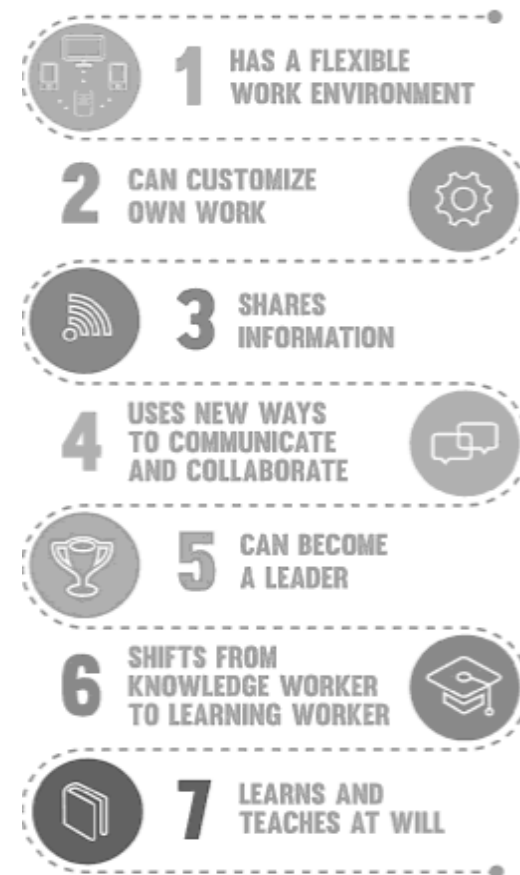 1 HAS A FLEXIBLE
WORK ENVIRONMENT
2 CAN CUSTOMIZE
OWN WORK
3 SHARES
INFORMATION
4 USES NEW WAYS
TO COMMUNICATE
AND COLLABORATE
5 CAN BECOME
A LEADER
6 SHIFTS FROM
KNOWLEDGE WORKER
TO LEARNING WORKER
7 LEARNS AND
TEACHES AT WILL